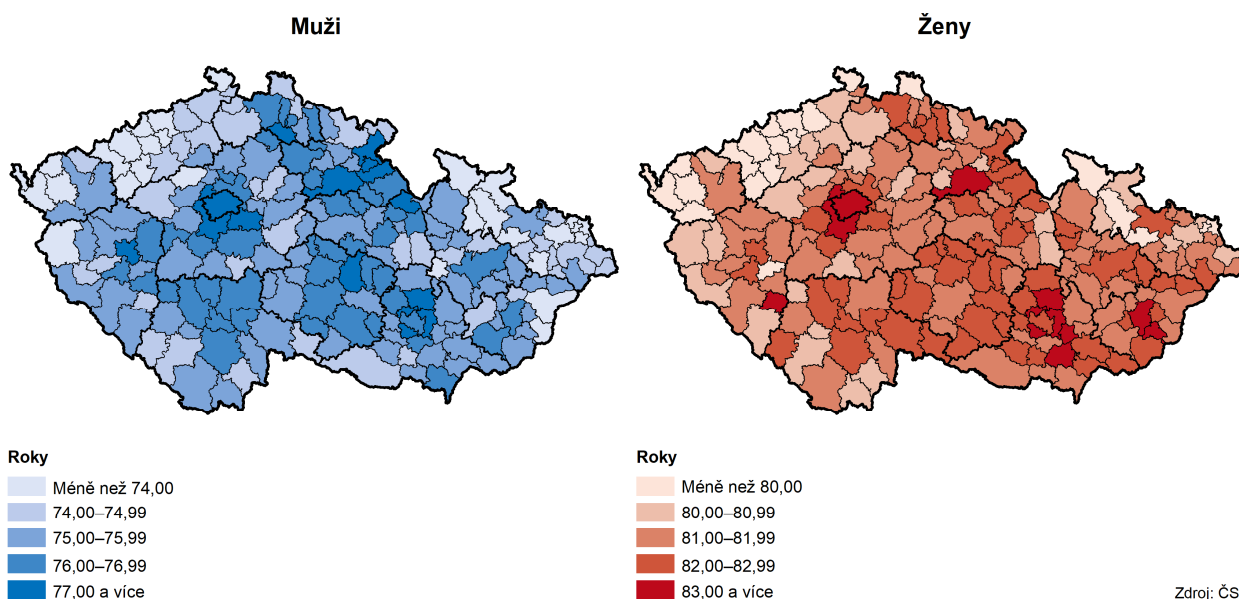 Muži
Ženy
Roky
Méně než 74,00
74,00–74,99
75,00–75,99
76,00–76,99
77,00 a více
Roky
Méně než 80,00
80,00–80,99
81,00–81,99
82,00–82,99
83,00 a více
Zdroj: ČS